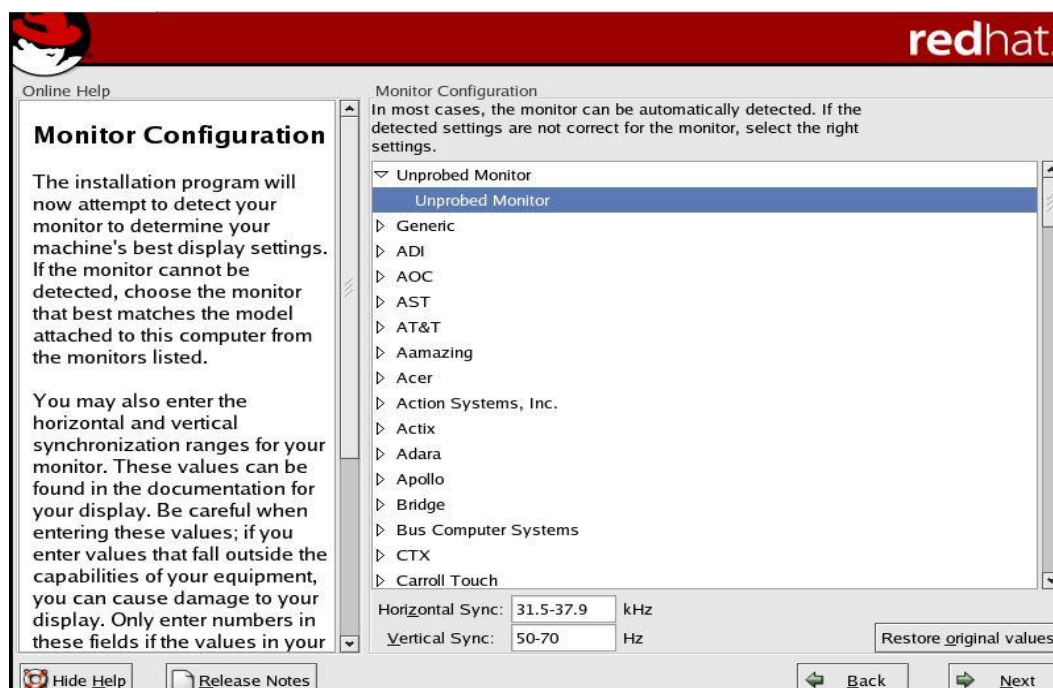 redhat.
Online Help
Monitor Configuration
The installation program will
now attempt to detect your
monitor to determine your
machine's best display settings.
If the monitor cannot be
detected, choose the monitor
that best matches the model
attached to this computer from
the monitors listed.
You may also enter the
horizontal and vertical
synchronization ranges for your
monitor. These values can be
found in the documentation for
your display. Be careful when
entering these values; if you
enter values that fall outside the
capabilities of your equipment,
you can cause damage to your
display. Only enter numbers in
these fields if the values in your
Monitor Configuration
In most cases, the monitor can be automatically detected. If the
detected settings are not correct for the monitor, select the right
settings.
Unprobed Monitor
Unprobed Monitor
Generic
ADI
AOC
AST
AT&T
Aamazing
Acer
Action Systems, Inc.
Actix
Adara
Apollo
Bridge
Bus Computer Systems
CTX
Carroll Touch
Horizontal Sync: 31.5-37.9 kHz
Vertical Sync: 50-70 Hz
Restore original values
Hide Help
Release Notes
Back
Next